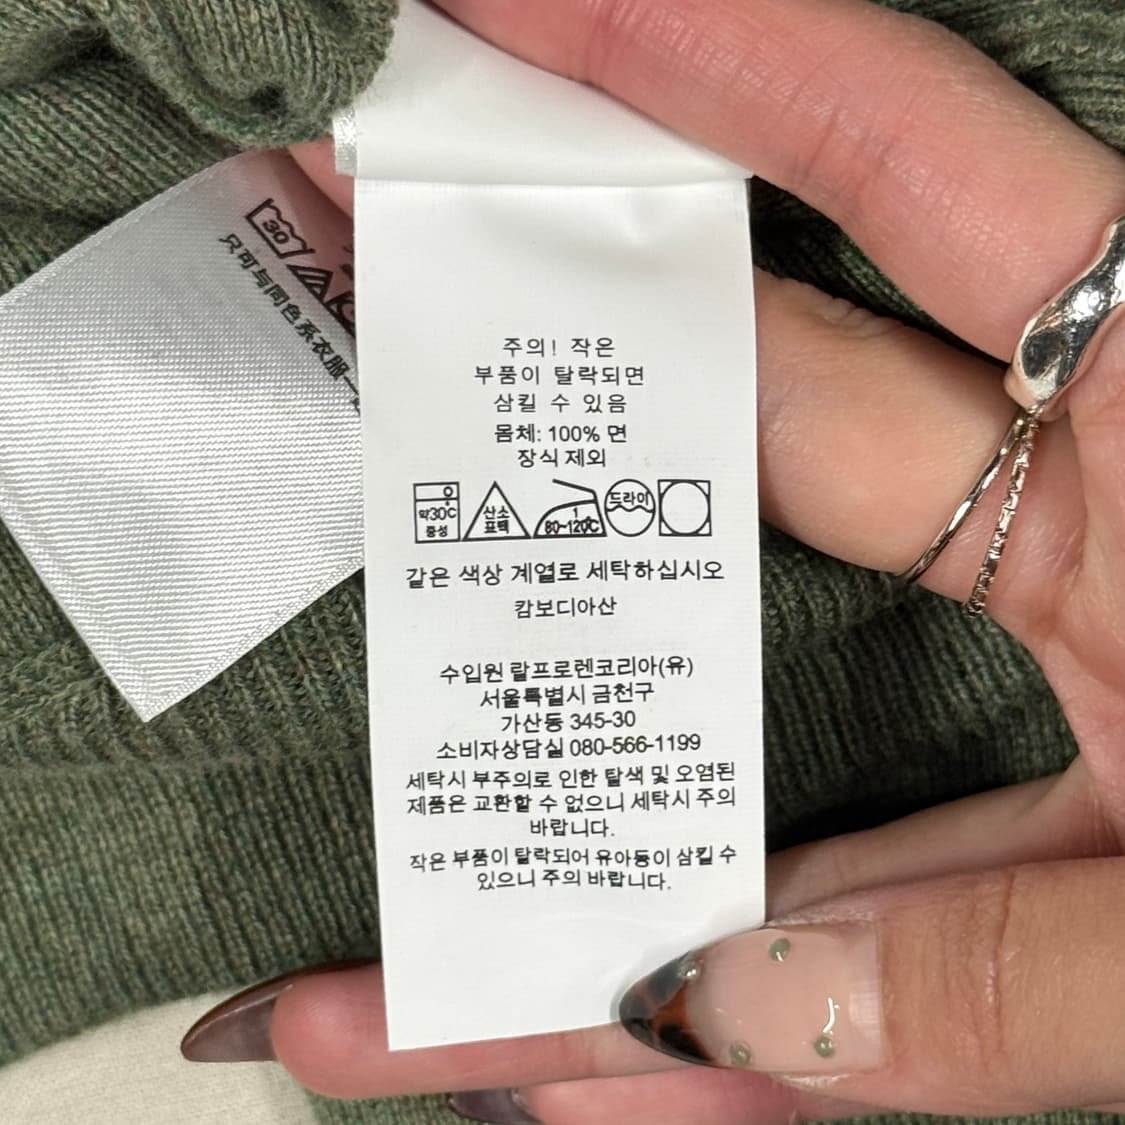 주의! 작은
부품이 탈락되면
삼킬 수 있음
몸체: 100% 면
장식 제외
약30℃
중성
산소
표백
1
80~120℃
드라이
같은 색상 계열로 세탁하십시오
캄보디아산
수입원 랄프로렌코리아(유)
서울특별시 금천구
가산동 345-30
소비자상담실 080-566-1199
세탁시 부주의로 인한 탈색 및 오염된
제품은 교환할 수 없으니 세탁시 주의
바랍니다.
작은 부품이 탈락되어 유아등이 삼킬 수
있으니 주의 바랍니다.
30
只可与同色系衣服一